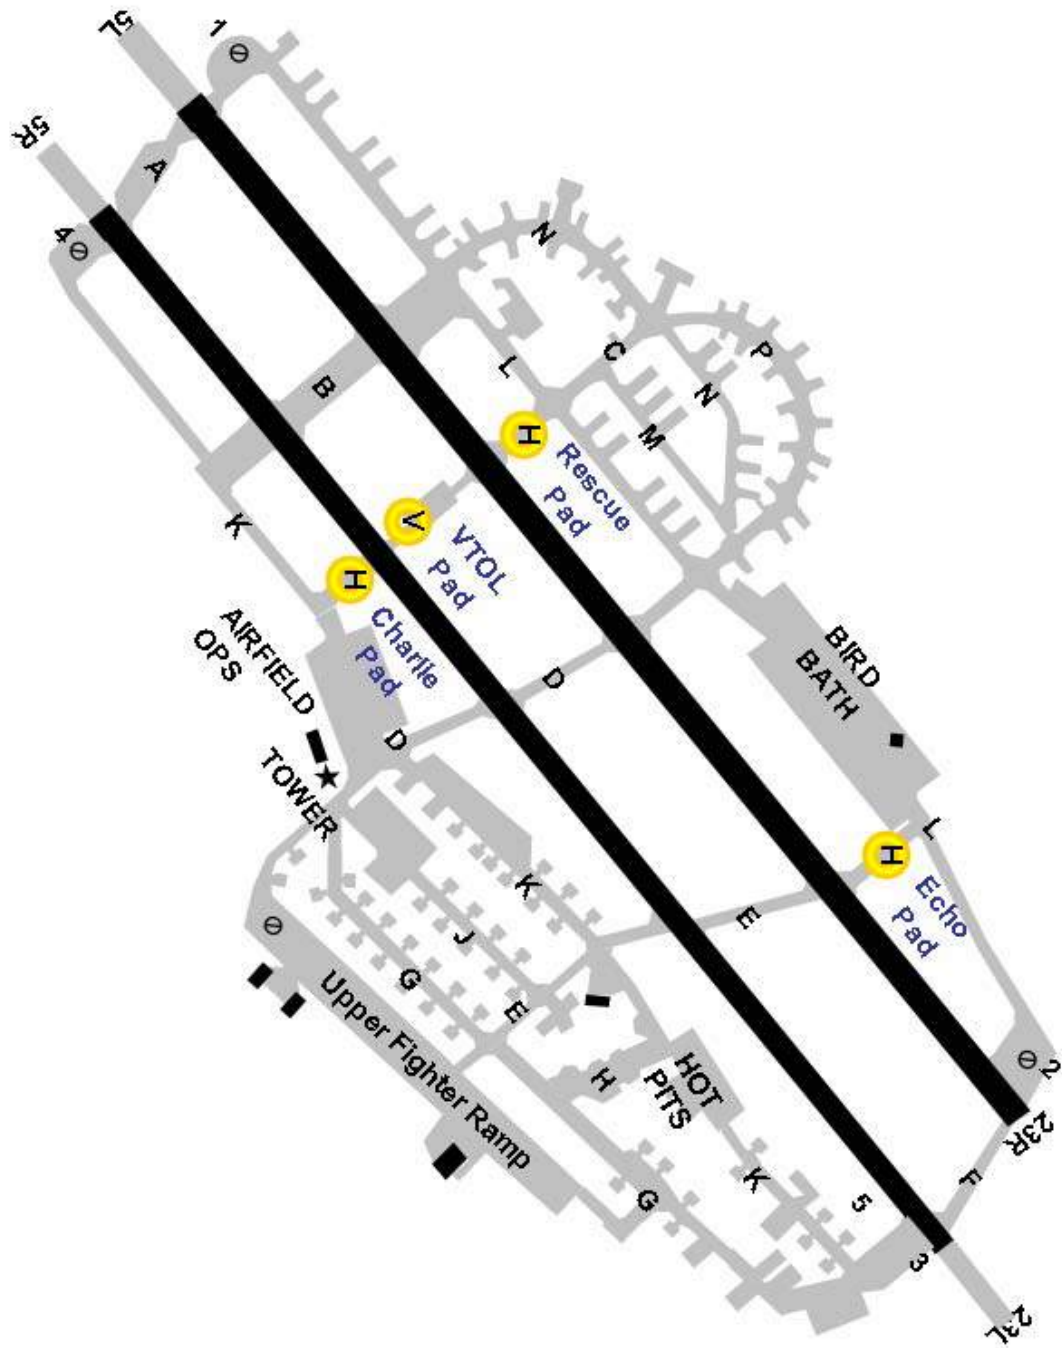 5L
1
5R
A
4
N
B
L
C
P
N
M
H
Rescue
Pad
V
VTOL
Pad
K
H
Charlie
Pad
AIRFIELD
OPS
D
D
BIRD
BATH
TOWER
L
H
Echo
Pad
K
E
J
G
E
Upper Fighter Ramp
H
HOT
PITS
2
23R
K
5
F
G
3
23L